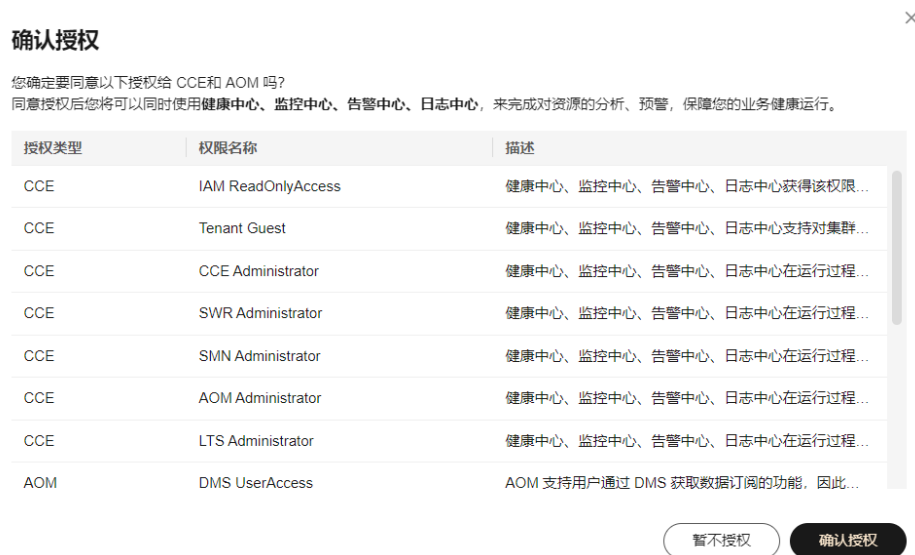 确认授权
您确定要同意以下授权给 CCE和 AOM 吗?
同意授权后您将可以同时使用健康中心、监控中心、告警中心、日志中心，来完成对资源的分析、预警，保障您的业务健康运行。
授权类型 权限名称 描述
CCE IAM ReadOnlyAccess 健康中心、监控中心、告警中心、日志中心获得该权限...
CCE Tenant Guest 健康中心、监控中心、告警中心、日志中心支持对集群...
CCE CCE Administrator 健康中心、监控中心、告警中心、日志中心在运行过程...
CCE SWR Administrator 健康中心、监控中心、告警中心、日志中心在运行过程...
CCE SMN Administrator 健康中心、监控中心、告警中心、日志中心在运行过程...
CCE AOM Administrator 健康中心、监控中心、告警中心、日志中心在运行过程...
CCE LTS Administrator 健康中心、监控中心、告警中心、日志中心在运行过程...
AOM DMS UserAccess AOM 支持用户通过 DMS 获取数据订阅的功能，因此...
暂不授权 确认授权